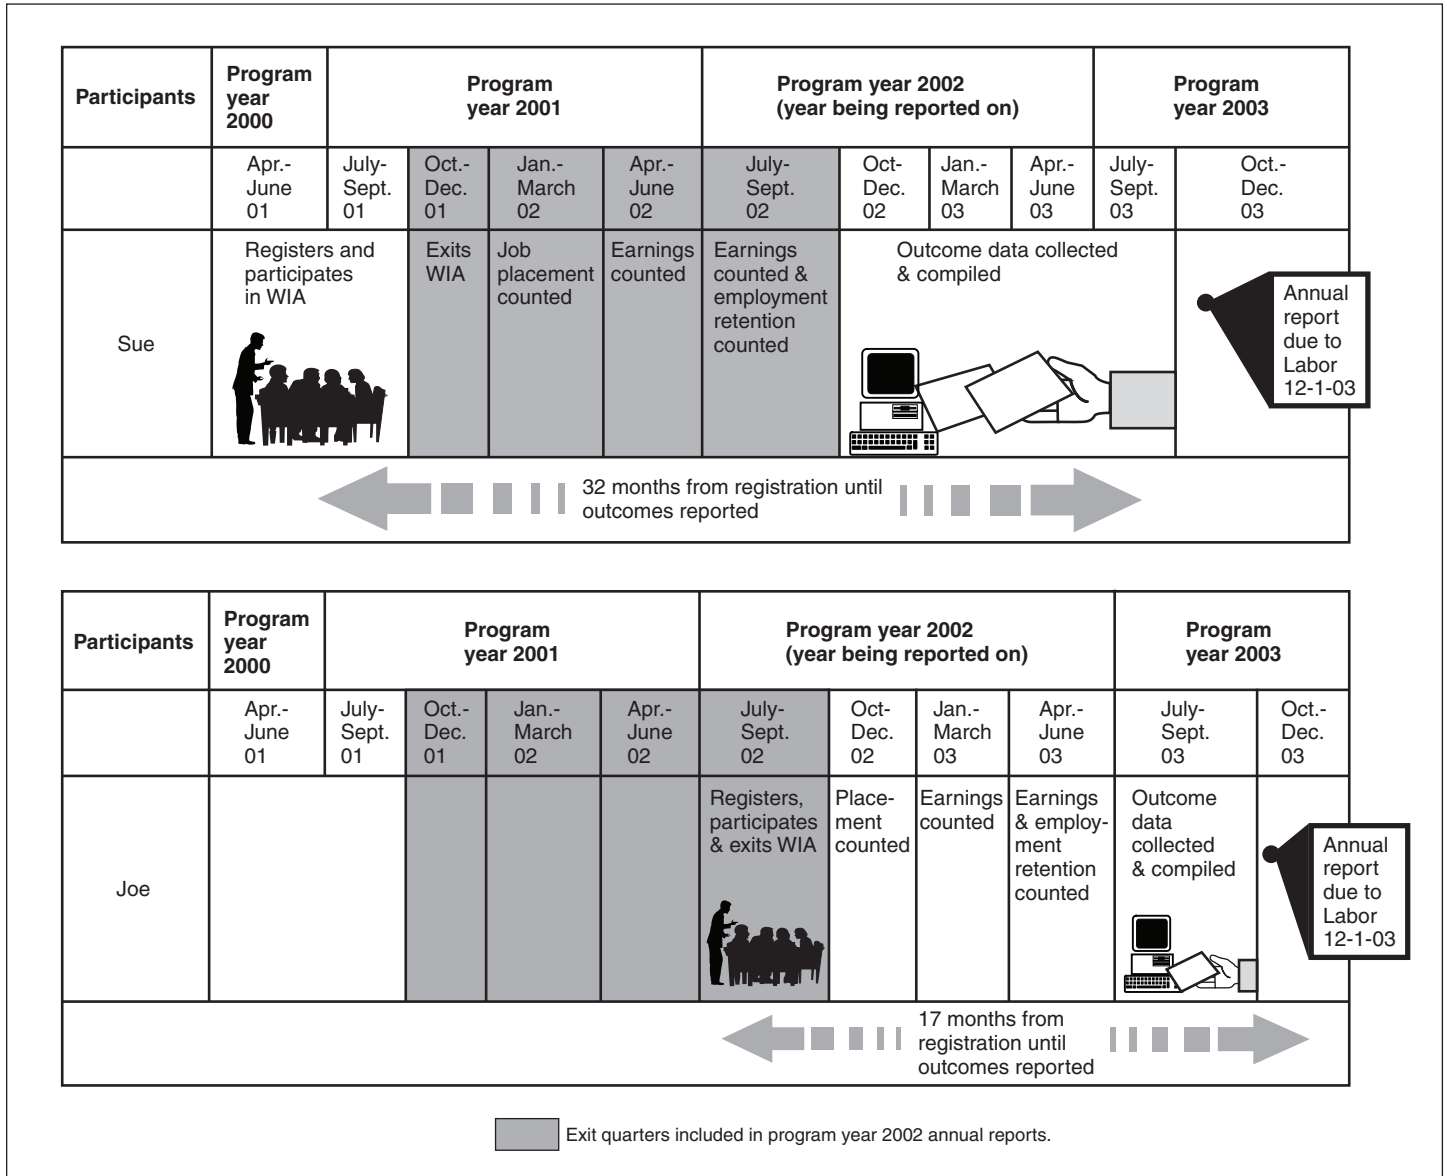 Participants
Program
year
2000
Program
year 2001
Program year 2002
(year being reported on)
Program
year 2003
Apr.-
June
01
July-
Sept.
01
Oct.-
Dec.
01
Jan.-
March
02
Apr.-
June
02
July-
Sept.
02
Oct-
Dec.
02
Jan.-
March
03
Apr.-
June
03
July-
Sept.
03
Oct.-
Dec.
03
Sue
Registers and
participates
in WIA
Exits
WIA
Job
placement
counted
Earnings
counted
Earnings
counted &
employment
retention
counted
Outcome data collected
& compiled
Annual
report
due to
Labor
12-1-03
32 months from registration until
outcomes reported
Participants
Program
year
2000
Program
year 2001
Program year 2002
(year being reported on)
Program
year 2003
Apr.-
June
01
July-
Sept.
01
Oct.-
Dec.
01
Jan.-
March
02
Apr.-
June
02
July-
Sept.
02
Oct-
Dec.
02
Jan.-
March
03
Apr.-
June
03
July-
Sept.
03
Oct.-
Dec.
03
Joe
Registers,
participates
& exits WIA
Place-
ment
counted
Earnings
counted
Earnings
& employ-
ment
retention
counted
Outcome
data
collected
& compiled
Annual
report
due to
Labor
12-1-03
17 months from
registration until
outcomes reported
Exit quarters included in program year 2002 annual reports.